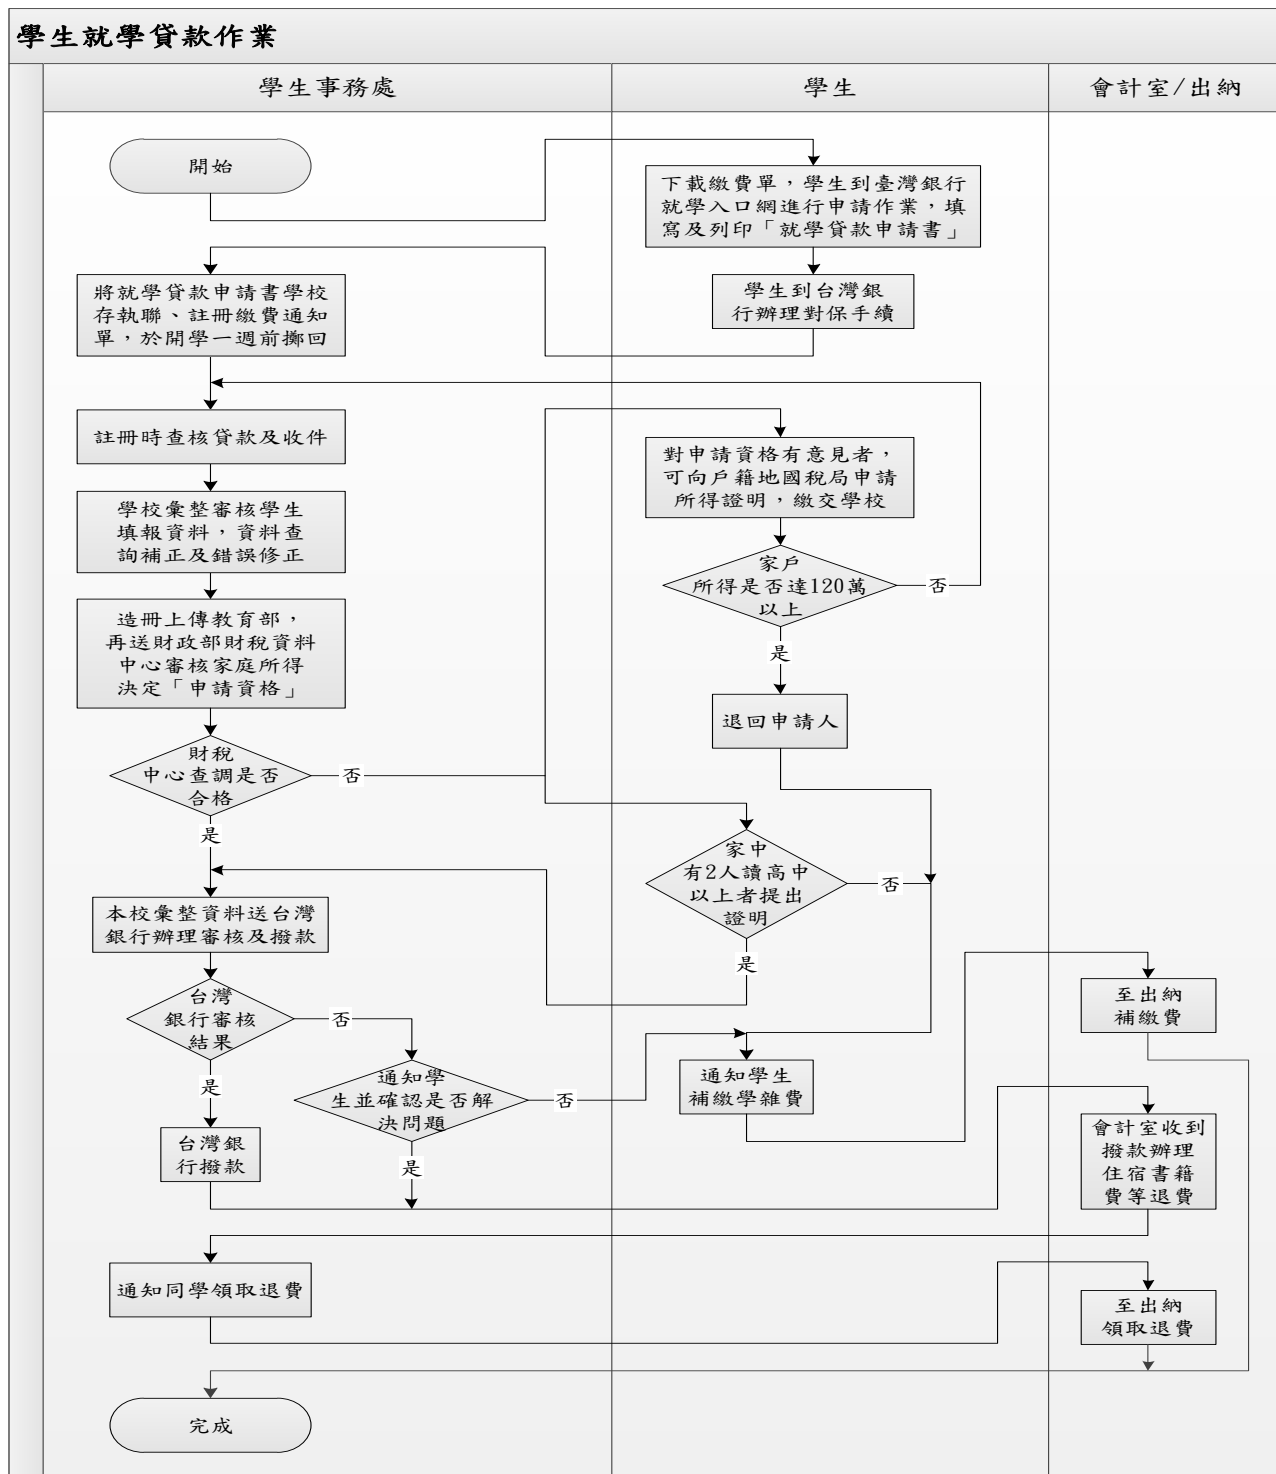 學生就學貸款作業
學生事務處
學生
會計室/出納
開始
下載繳費單，學生到臺灣銀行
就學入口網進行申請作業，填
寫及列印「就學貸款申請書」
學生到台灣銀
行辦理對保手續
將就學貸款申請書學校
存執聯、註冊繳費通知
單，於開學一週前擲回
註冊時查核貸款及收件
學校彙整審核學生
填報資料，資料查
詢補正及錯誤修正
造冊上傳教育部，
再送財政部財稅資料
中心審核家庭所得
決定「申請資格」
財稅
中心查調是否
合格
否
是
對申請資格有意見者，
可向戶籍地國稅局申請
所得證明，繳交學校
家戶
所得是否達120萬
以上
否
是
退回申請人
家中
有2人讀高中
以上者提出
證明
否
是
本校彙整資料送台灣
銀行辦理審核及撥款
台灣
銀行審核
結果
否
是
通知學
生並確認是否解
決問題
否
是
台灣銀
行撥款
通知學生
補繳學雜費
至出納
補繳費
會計室收到
撥款辦理
住宿書籍
費等退費
通知同學領取退費
至出納
領取退費
完成